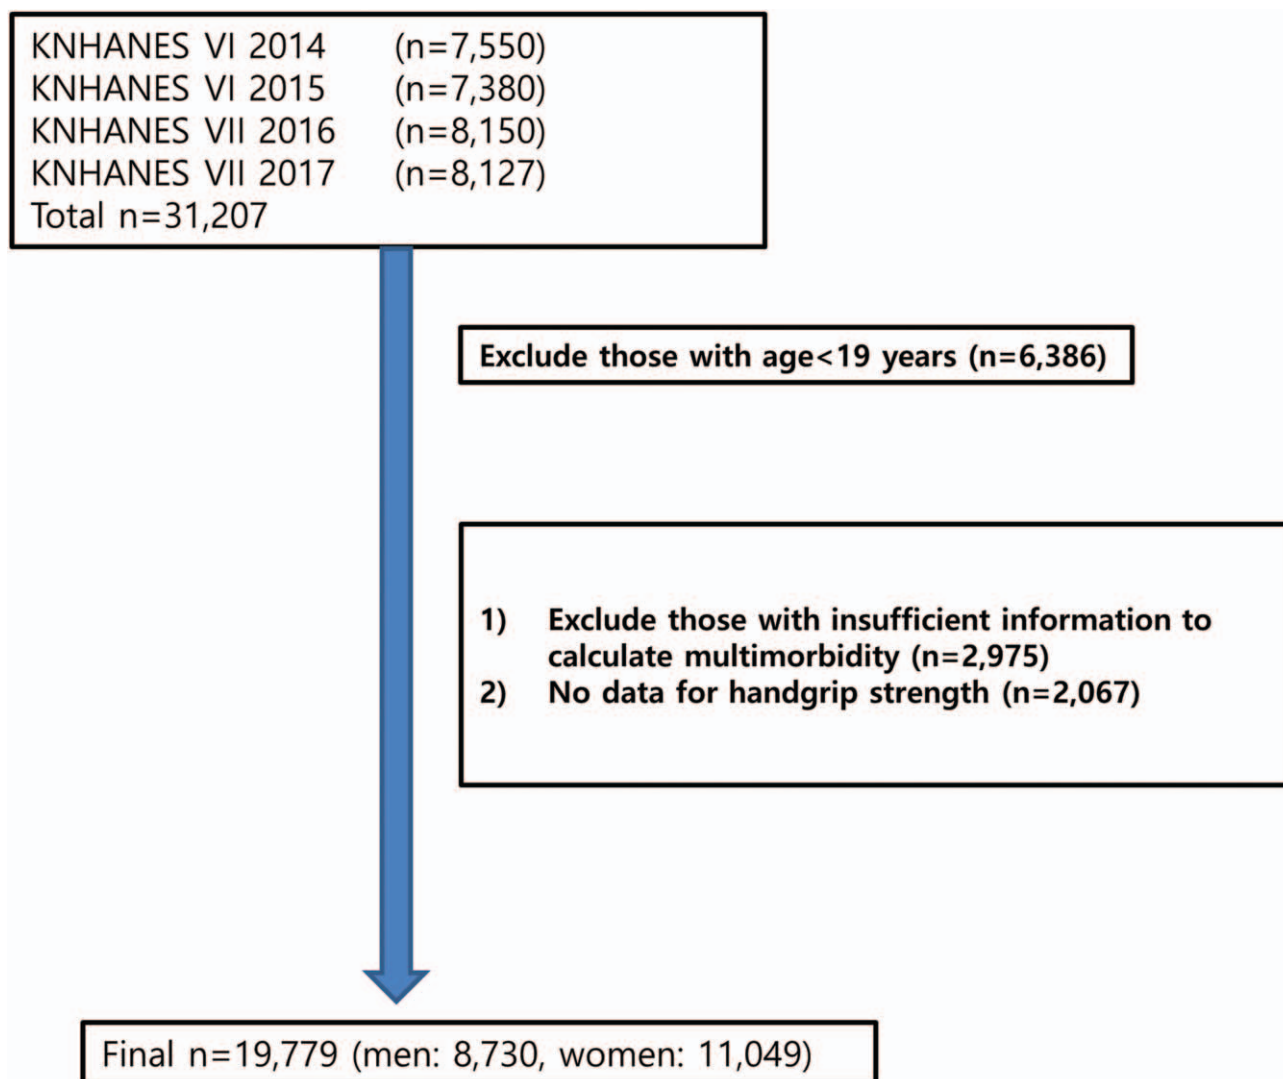 KNHANES VI 2014 (n=7,550)
KNHANES VI 2015 (n=7,380)
KNHANES VII 2016 (n=8,150)
KNHANES VII 2017 (n=8,127)
Total n=31,207
Exclude those with age<19 years (n=6,386)
1) Exclude those with insufficient information to
calculate multimorbidity (n=2,975)
2) No data for handgrip strength (n=2,067)
Final n=19,779 (men: 8,730, women: 11,049)